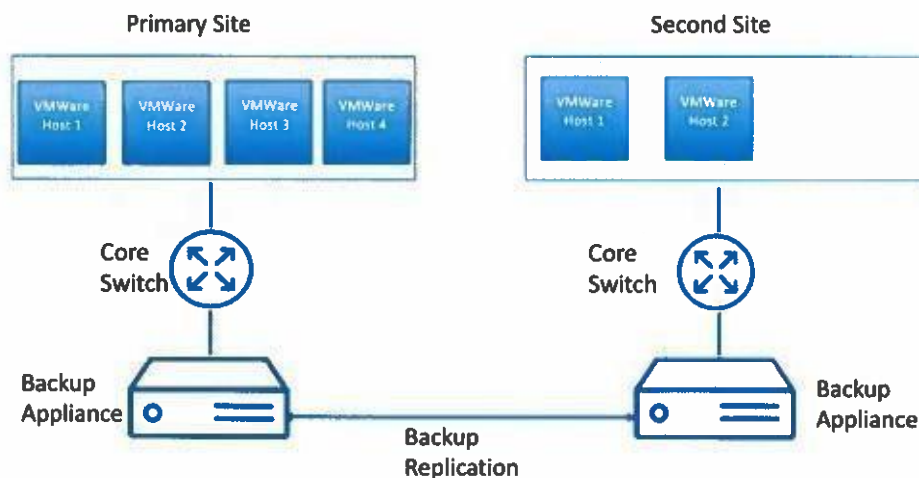 Primary Site
Second Site
VMWare
Host 1
VMWare
Host 2
VMWare
Host 3
VMWare
Host 4
VMWare
Host 1
VMWare
Host 2
Core
Switch
Core
Switch
Backup
Appliance
Backup
Replication
Backup
Appliance